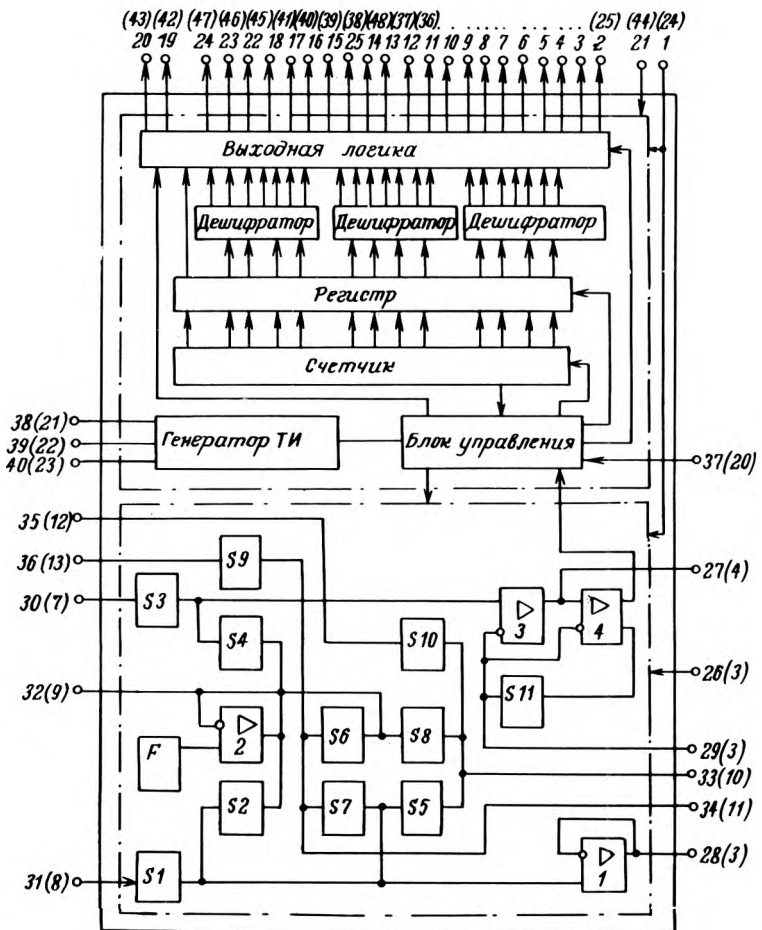 (43)(42) (47)(46)(45)(41)(40)(39)(38)(48)(37)(36) (25) (44)(24)
20 19 24 23 22 18 17 16 15 25 14 13 12 11 10 9 8 7 6 5 4 3 2 21 1
Выходная логика
Дешифратор Дешифратор Дешифратор
Регистр
Счетчик
38(21)
39(22)
40(23)
Генератор ТИ
Блок управления
37(20)
35(12)
36(13)
30(7)
S9
S3
S4
S10
3
4
27(4)
S11
26(3)
32(9)
F
2
S6
S8
29(3)
33(10)
S2
S7
S5
34(11)
31(8)
S1
1
28(3)